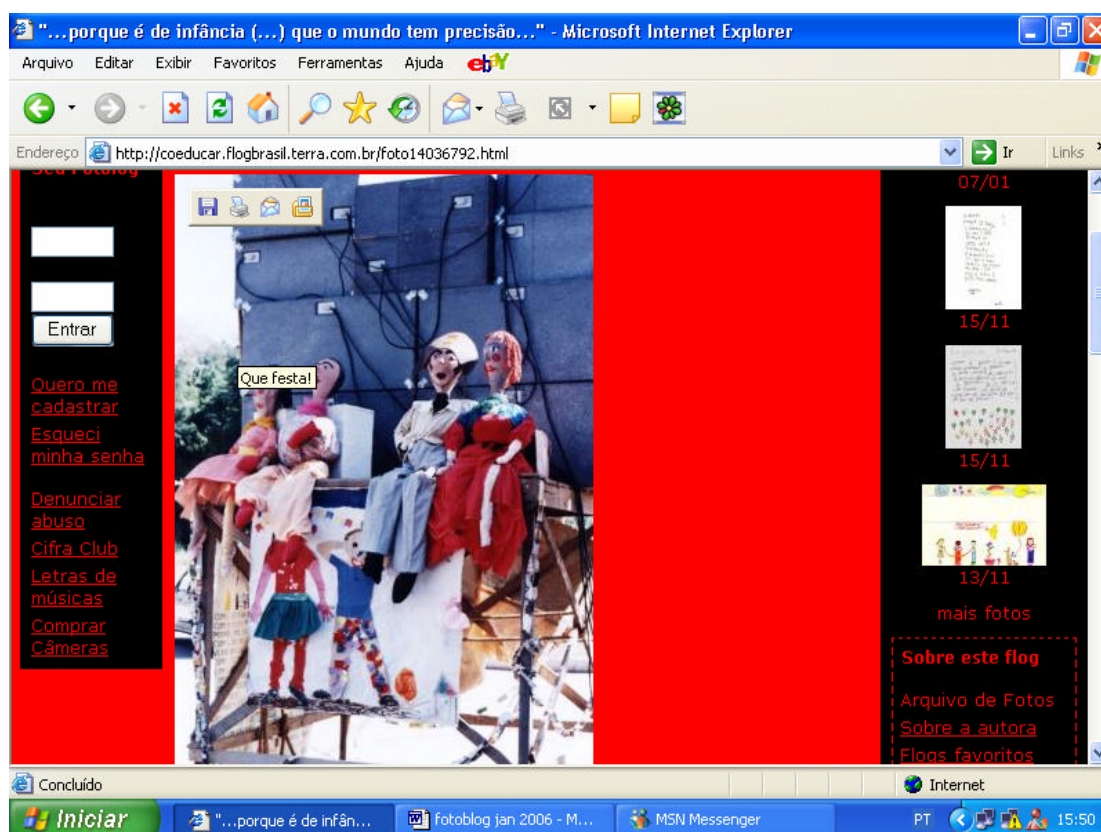 "...porque é de infância (...) que o mundo tem precisão..." - Microsoft Internet Explorer
Arquivo Editar Exibir Favoritos Ferramentas Ajuda ebY
Endereço http://coeducar.flogbrasil.terra.com.br/foto14036792.html Ir Links
Seu Fotolog
Entrar
Quero me
cadastrar
Esqueci
minha senha
Denunciar
abuso
Cifra Club
Letras de
músicas
Comprar
Câmeras
Que festa!
07/01
15/11
15/11
13/11
mais fotos
Sobre este flog
Arquivo de Fotos
Sobre a autora
Flogs favoritos
Concluído Internet
Iniciar "...porque é de infân... fotoblog jan 2006 - M... MSN Messenger PT 15:50